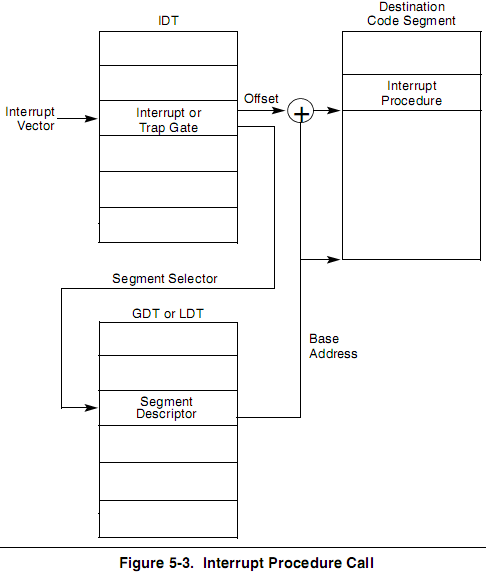 IDT
Destination
Code Segment
Interrupt
Vector
Interrupt or
Trap Gate
Offset
+
Interrupt
Procedure
Segment Selector
GDT or LDT
Base
Address
Segment
Descriptor
Figure 5-3. Interrupt Procedure Call